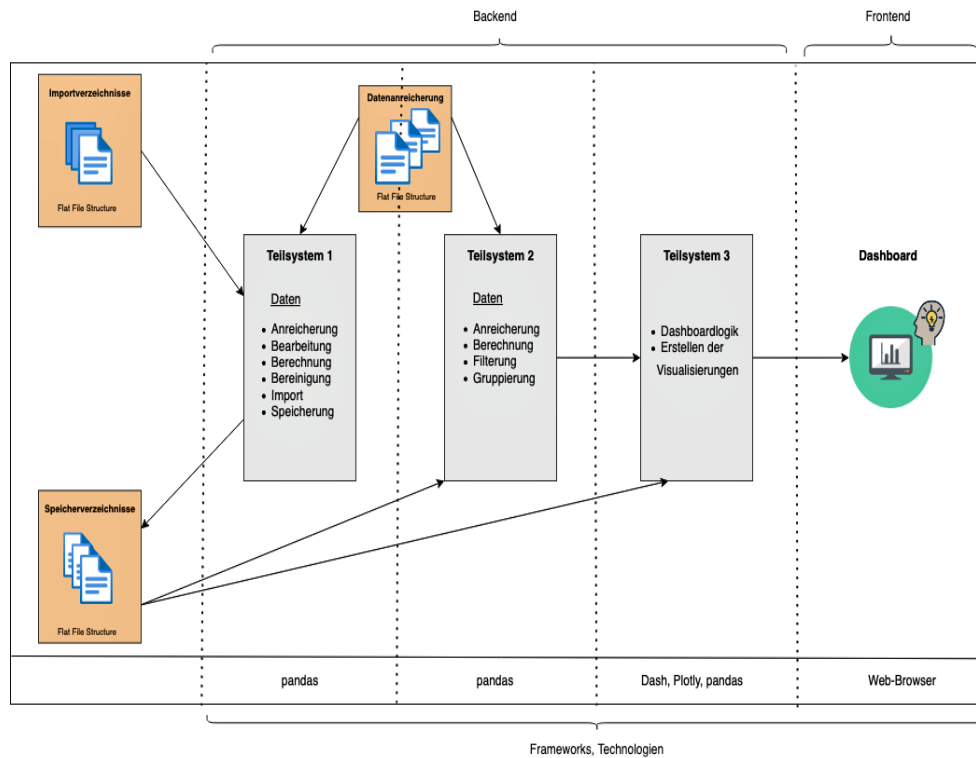 Backend
Frontend
Importverzeichnisse
Flat File Structure
Datenanreicherung
Flat File Structure
Teilsystem 1
Daten
• Anreicherung
• Bearbeitung
• Berechnung
• Bereinigung
• Import
• Speicherung
Teilsystem 2
Daten
• Anreicherung
• Berechnung
• Filterung
• Gruppierung
Teilsystem 3
• Dashboardlogik
• Erstellen der
Visualisierungen
Dashboard
Speicherverzeichnisse
Flat File Structure
pandas
pandas
Dash, Plotly, pandas
Web-Browser
Frameworks, Technologien